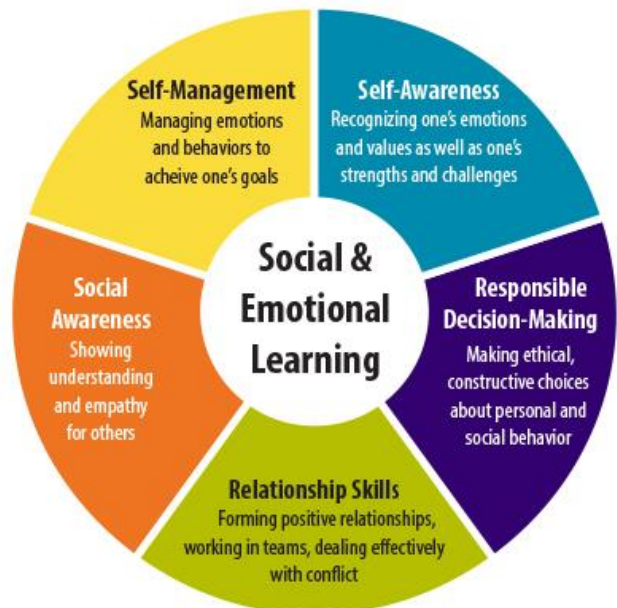 Self-Management
Managing emotions
and behaviors to
acheive one's goals
Self-Awareness
Recognizing one's emotions
and values as well as one's
strengths and challenges
Social &
Emotional
Learning
Social
Awareness
Showing
understanding
and empathy
for others
Responsible
Decision-Making
Making ethical,
constructive choices
about personal and
social behavior
Relationship Skills
Forming positive relationships,
working in teams, dealing effectively
with conflict